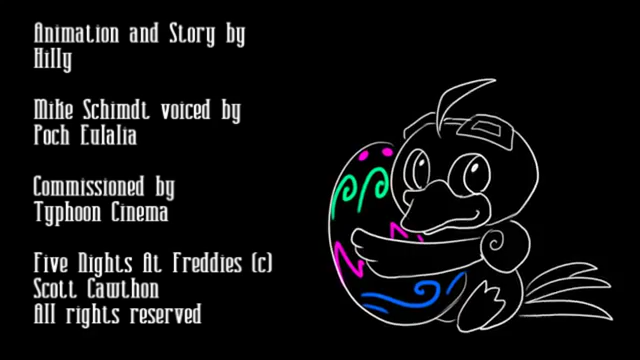 Animation and Story by
Hilly
Mike Schimdt voiced by
Poch Eulalia
Commissioned by
Typhoon Cinema
Five Nights At Freddies (c)
Scott Cawthon
All rights reserved